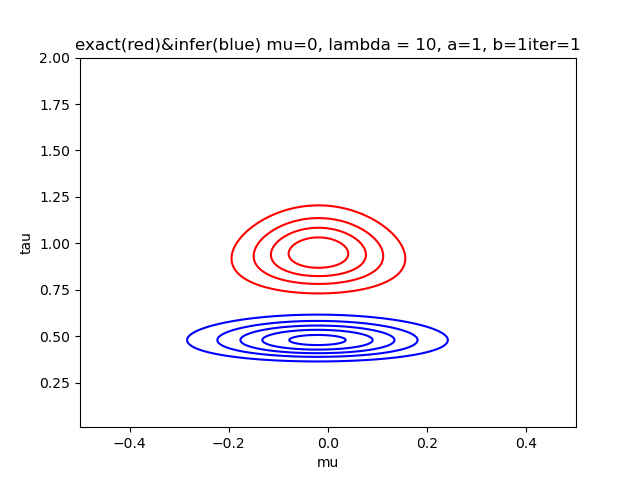 exact(red)&infer(blue) mu=0, lambda = 10, a=1, b=1iter=1
2.00
1.75
1.50
1.25
1.00
0.75
0.50
0.25
tau
−0.4 −0.2 0.0 0.2 0.4
mu